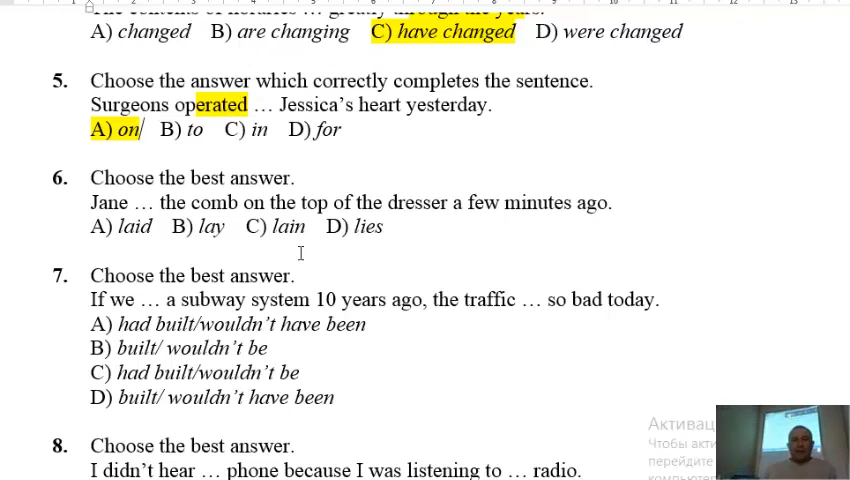 A) changed B) are changing C) have changed D) were changed
5. Choose the answer which correctly completes the sentence.
Surgeons operated … Jessica’s heart yesterday.
A) on/ B) to C) in D) for
6. Choose the best answer.
Jane … the comb on the top of the dresser a few minutes ago.
A) laid B) lay C) lain D) lies
7. Choose the best answer.
If we … a subway system 10 years ago, the traffic … so bad today.
A) had built/wouldn’t have been
B) built/ wouldn’t be
C) had built/wouldn’t be
D) built/ wouldn’t have been
Активац
Чтобы акти
перейдите
8. Choose the best answer.
I didn’t hear … phone because I was listening to … radio.